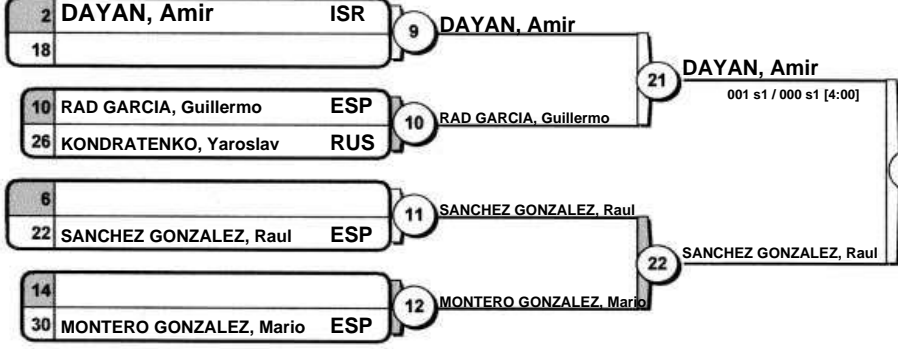 2 DAYAN, Amir ISR
18
9
DAYAN, Amir
10 RAD GARCIA, Guillermo ESP
26 KONDRATENKO, Yaroslav RUS
10
RAD GARCIA, Guillermo
21
DAYAN, Amir
001 s1 / 000 s1 [4:00]
6
22 SANCHEZ GONZALEZ, Raul ESP
11
SANCHEZ GONZALEZ, Raul
14
30 MONTERO GONZALEZ, Mario ESP
12
MONTERO GONZALEZ, Mario
22
SANCHEZ GONZALEZ, Raul